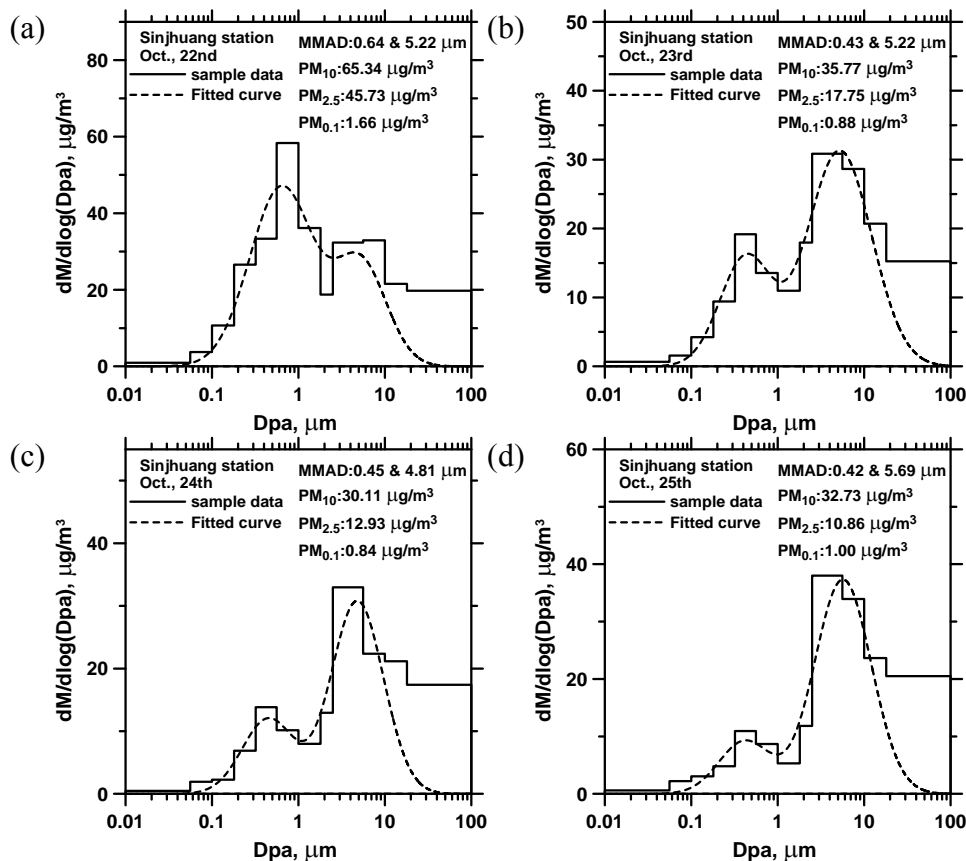 (a)
Sinjhuang station
Oct., 22nd
sample data
Fitted curve
MMAD:0.64 & 5.22 μm
PM10:65.34 μg/m3
PM2.5:45.73 μg/m3
PM0.1:1.66 μg/m3
dM/dlog(Dpa), μg/m3
80
60
40
20
0
0.01 0.1 1 10 100
Dpa, μm
(b)
Sinjhuang station
Oct., 23rd
sample data
Fitted curve
MMAD:0.43 & 5.22 μm
PM10:35.77 μg/m3
PM2.5:17.75 μg/m3
PM0.1:0.88 μg/m3
dM/dlog(Dpa), μg/m3
50
40
30
20
10
0
0.01 0.1 1 10 100
Dpa, μm
(c)
Sinjhuang station
Oct., 24th
sample data
Fitted curve
MMAD:0.45 & 4.81 μm
PM10:30.11 μg/m3
PM2.5:12.93 μg/m3
PM0.1:0.84 μg/m3
dM/dlog(Dpa), μg/m3
40
20
0
0.01 0.1 1 10 100
Dpa, μm
(d)
Sinjhuang station
Oct., 25th
sample data
Fitted curve
MMAD:0.42 & 5.69 μm
PM10:32.73 μg/m3
PM2.5:10.86 μg/m3
PM0.1:1.00 μg/m3
dM/dlog(Dpa), μg/m3
60
40
20
0
0.01 0.1 1 10 100
Dpa, μm